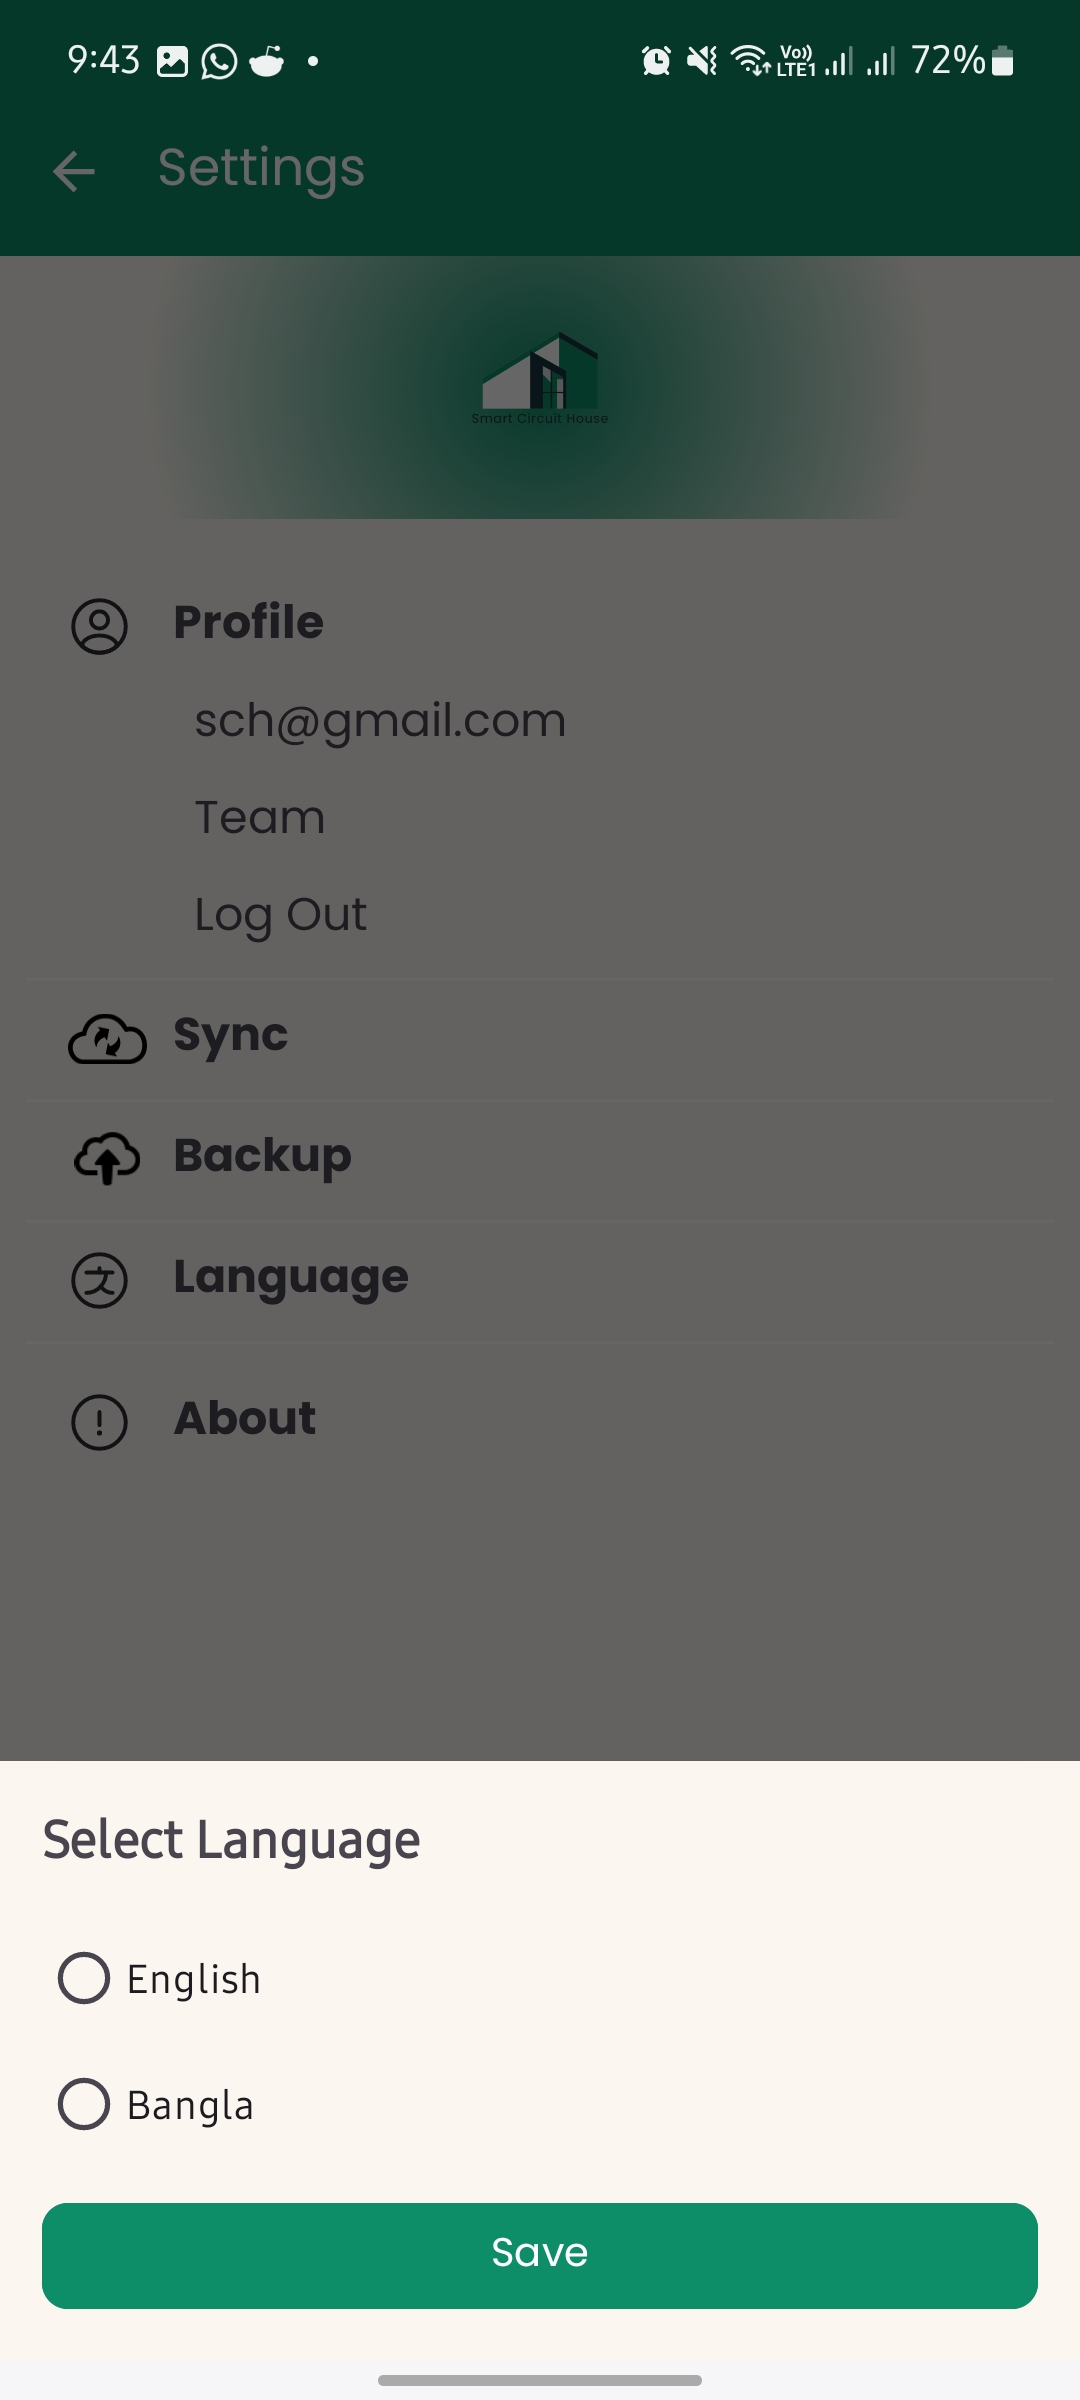 9:43
Vo)) LTE1 72%
Settings
Smart Circuit House
Profile
sch@gmail.com
Team
Log Out
Sync
Backup
Language
About
Select Language
English
Bangla
Save